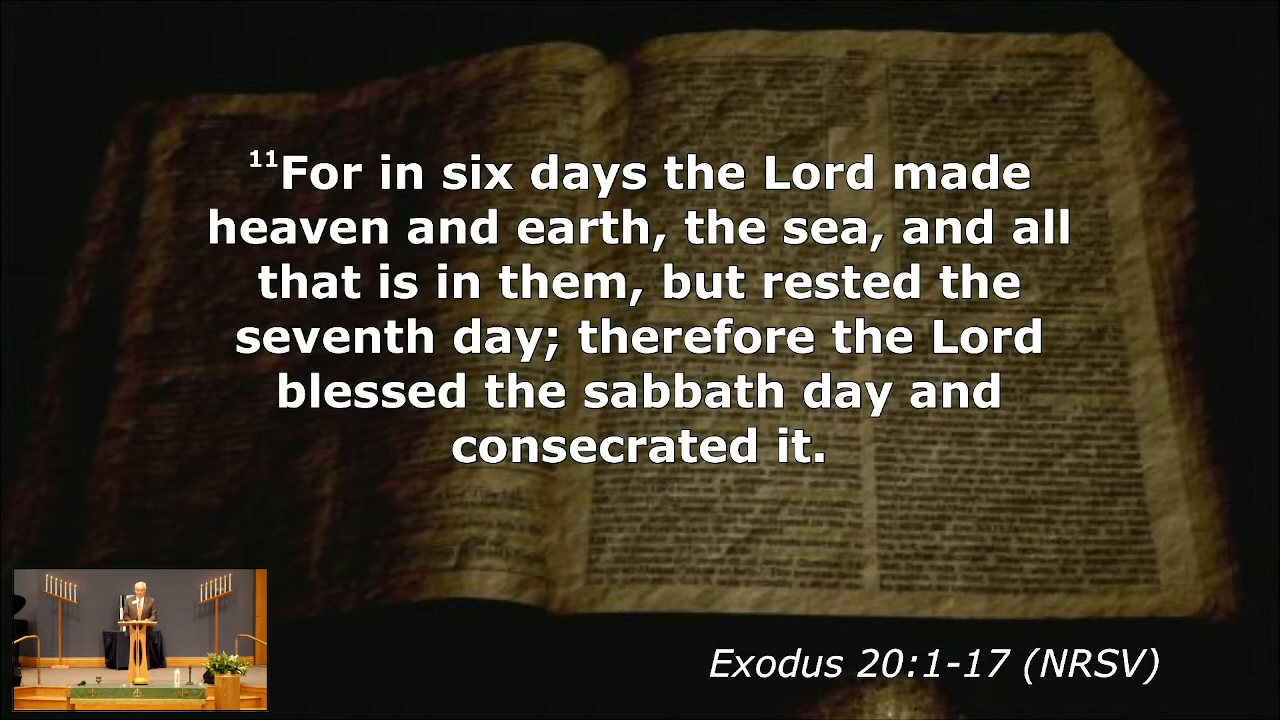 11For in six days the Lord made
heaven and earth, the sea, and all
that is in them, but rested the
seventh day; therefore the Lord
blessed the sabbath day and
consecrated it.
Exodus 20:1-17 (NRSV)